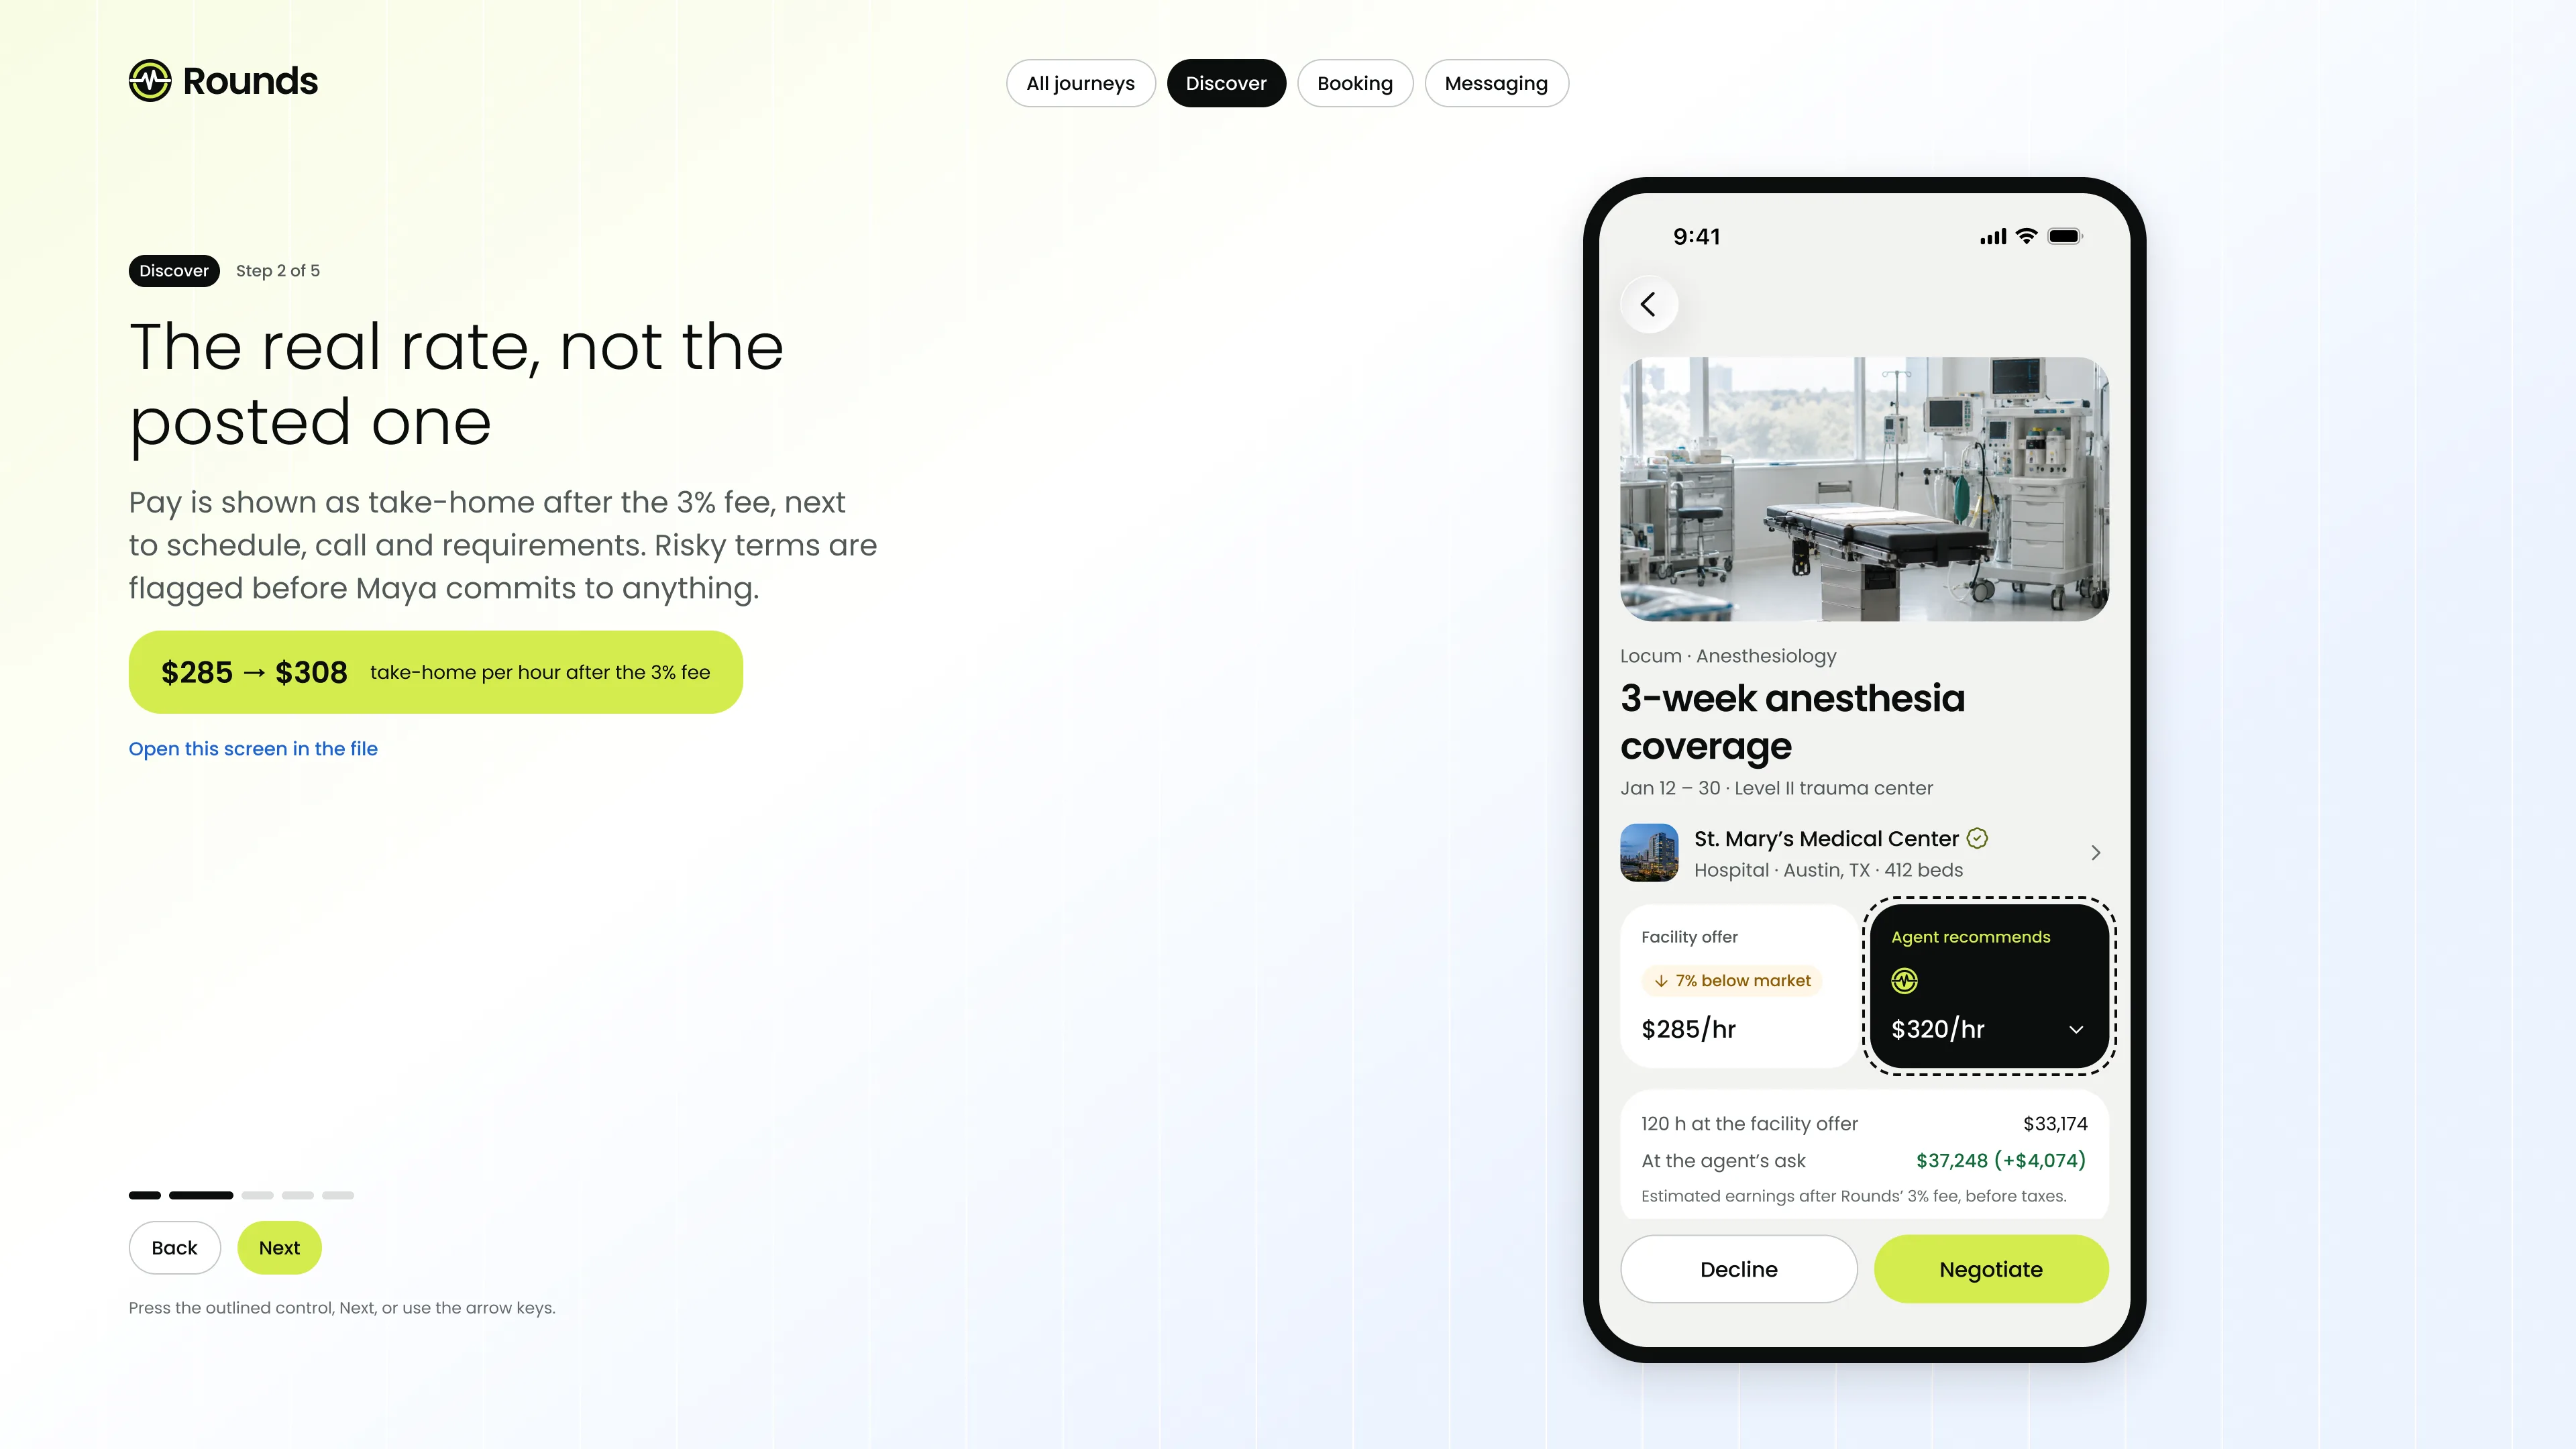 Rounds
All journeys
Discover
Booking
Messaging
Discover
Step 2 of 5
The real rate, not the
posted one
Pay is shown as take-home after the 3% fee, next
to schedule, call and requirements. Risky terms are
flagged before Maya commits to anything.
$285 → $308 take-home per hour after the 3% fee
Open this screen in the file
Back
Next
Press the outlined control, Next, or use the arrow keys.
9:41
Locum · Anesthesiology
3-week anesthesia
coverage
Jan 12 – 30 · Level II trauma center
St. Mary’s Medical Center
Hospital · Austin, TX · 412 beds
Facility offer
↓ 7% below market
$285/hr
Agent recommends
$320/hr
120 h at the facility offer $33,174
At the agent’s ask $37,248 (+$4,074)
Estimated earnings after Rounds’ 3% fee, before taxes.
Decline
Negotiate